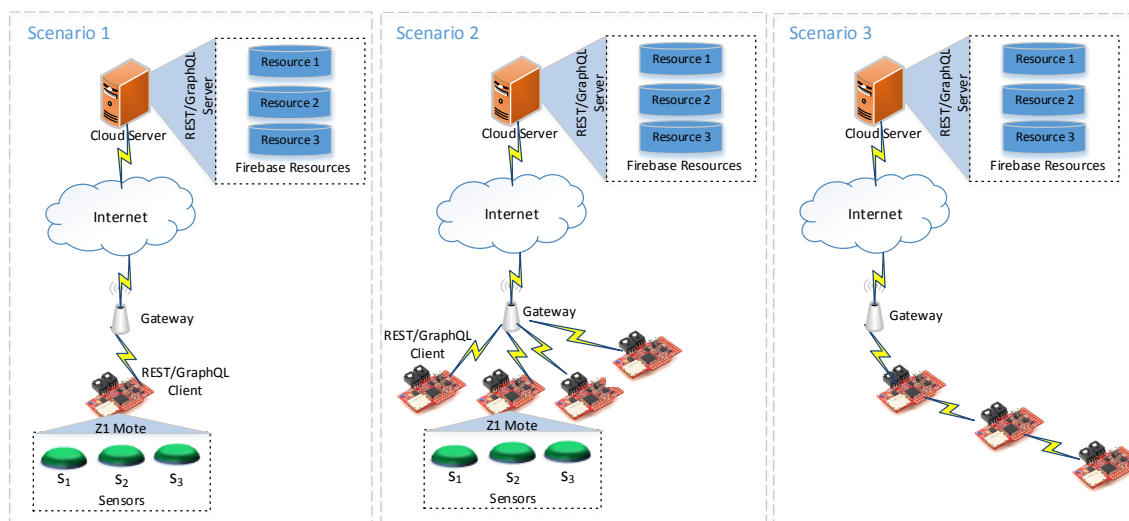 Scenario 1
REST/GraphQL
Server
Resource 1
Resource 2
Resource 3
Cloud Server
Firebase Resources
Internet
Gateway
REST/GraphQL
Client
Z1 Mote
S1
S2
S3
Sensors
Scenario 2
REST/GraphQL
Server
Resource 1
Resource 2
Resource 3
Cloud Server
Firebase Resources
Internet
Gateway
REST/GraphQL
Client
Z1 Mote
S1
S2
S3
Sensors
Scenario 3
REST/GraphQL
Server
Resource 1
Resource 2
Resource 3
Cloud Server
Firebase Resources
Internet
Gateway